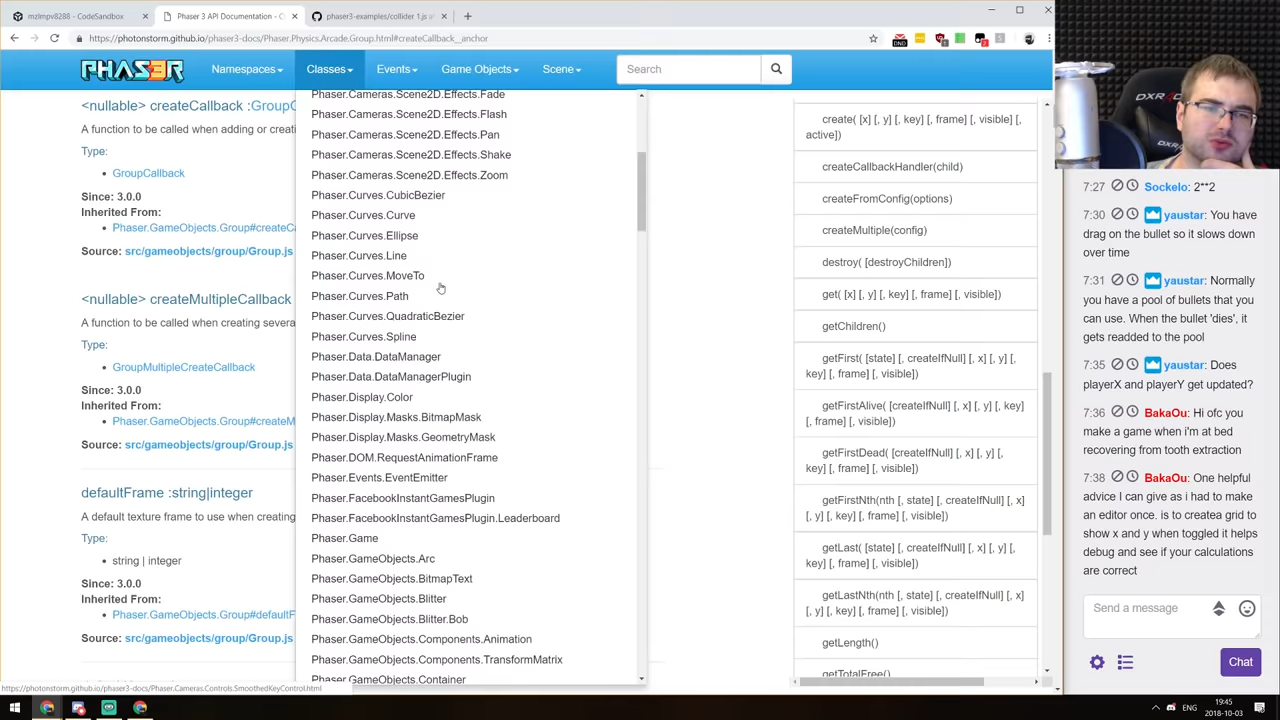 mzlmpv8288 - CodeSandbox
Phaser 3 API Documentation - C
phaser3-examples/collider 1.js at
https://photonstorm.github.io/phaser3-docs/Phaser.Physics.Arcade.Group.html#createCallback__anchor
PHAS3R
Namespaces
Classes
Events
Game Objects
Scene
Search
<nullable> createCallback :GroupC
A function to be called when adding or creati
Type:
GroupCallback
Since: 3.0.0
Inherited From:
Phaser.GameObjects.Group#createCa
Source: src/gameobjects/group/Group.js
<nullable> createMultipleCallback
A function to be called when creating several
Type:
GroupMultipleCreateCallback
Since: 3.0.0
Inherited From:
Phaser.GameObjects.Group#createM
Source: src/gameobjects/group/Group.js
defaultFrame :string|integer
A default texture frame to use when creating
Type:
string | integer
Since: 3.0.0
Inherited From:
Phaser.GameObjects.Group#defaultF
Source: src/gameobjects/group/Group.js
Phaser.Cameras.Scene2D.Effects.Fade
Phaser.Cameras.Scene2D.Effects.Flash
Phaser.Cameras.Scene2D.Effects.Pan
Phaser.Cameras.Scene2D.Effects.Shake
Phaser.Cameras.Scene2D.Effects.Zoom
Phaser.Curves.CubicBezier
Phaser.Curves.Curve
Phaser.Curves.Ellipse
Phaser.Curves.Line
Phaser.Curves.MoveTo
Phaser.Curves.Path
Phaser.Curves.QuadraticBezier
Phaser.Curves.Spline
Phaser.Data.DataManager
Phaser.Data.DataManagerPlugin
Phaser.Display.Color
Phaser.Display.Masks.BitmapMask
Phaser.Display.Masks.GeometryMask
Phaser.DOM.RequestAnimationFrame
Phaser.Events.EventEmitter
Phaser.FacebookInstantGamesPlugin
Phaser.FacebookInstantGamesPlugin.Leaderboard
Phaser.Game
Phaser.GameObjects.Arc
Phaser.GameObjects.BitmapText
Phaser.GameObjects.Blitter
Phaser.GameObjects.Blitter.Bob
Phaser.GameObjects.Components.Animation
Phaser.GameObjects.Components.TransformMatrix
Phaser.GameObjects.Container
create( [x] [, y] [, key] [, frame] [, visible] [,
active])
createCallbackHandler(child)
createFromConfig(options)
createMultiple(config)
destroy( [destroyChildren])
get( [x] [, y] [, key] [, frame] [, visible])
getChildren()
getFirst( [state] [, createIfNull] [, x] [, y] [,
key] [, frame] [, visible])
getFirstAlive( [createIfNull] [, x] [, y] [, key]
[, frame] [, visible])
getFirstDead( [createIfNull] [, x] [, y] [,
key] [, frame] [, visible])
getFirstNth(nth [, state] [, createIfNull] [, x]
[, y] [, key] [, frame] [, visible])
getLast( [state] [, createIfNull] [, x] [, y] [,
key] [, frame] [, visible])
getLastNth(nth [, state] [, createIfNull] [, x]
[, y] [, key] [, frame] [, visible])
getLength()
getTotalFree()
https://photonstorm.github.io/phaser3-docs/Phaser.Cameras.Controls.SmoothedKeyControl.html
DXR
7:27 Sockelo: 2**2
7:30 yaustar: You have
drag on the bullet so it slows down
over time
7:31 yaustar: Normally
you have a pool of bullets that you
can use. When the bullet 'dies', it
gets readded to the pool
7:35 yaustar: Does
playerX and playerY get updated?
7:36 BakaOu: Hi ofc you
make a game when i'm at bed
recovering from tooth extraction
7:38 BakaOu: One helpful
advice I can give as i had to make
an editor once. is to createa grid to
show x and y when toggled it helps
debug and see if your calculations
are correct
Send a message
Chat
ENG
19:45
2018-10-03